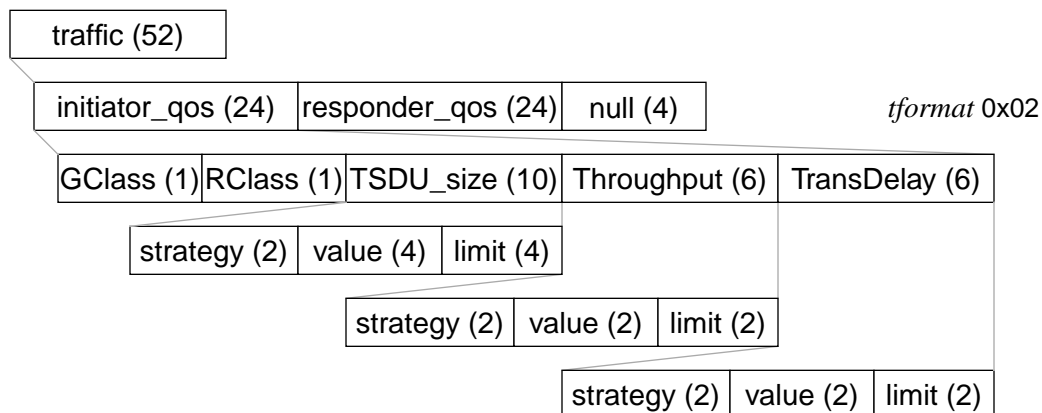 traffic (52)
initiator_qos (24) responder_qos (24) null (4) tformat 0x02
GClass (1) RClass (1) TSDU_size (10) Throughput (6) TransDelay (6)
strategy (2) value (4) limit (4)
strategy (2) value (2) limit (2)
strategy (2) value (2) limit (2)